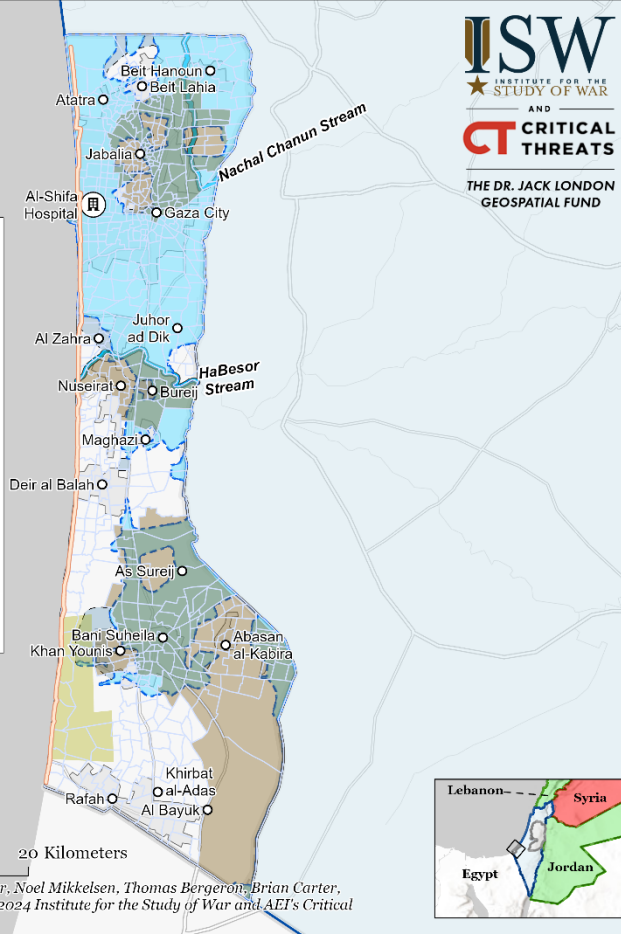 ISW
INSTITUTE FOR THE
STUDY OF WAR
AND
CT CRITICAL
THREATS
THE DR. JACK LONDON
GEOSPATIAL FUND
Beit Hanoun
Beit Lahia
Atatra
Nachal Chanun Stream
Jabalia
Al-Shifa
Hospital
Gaza City
Juhor
ad Dik
Al Zahra
HaBesor
Stream
Nuseirat
Bureij
Maghazi
Deir al Balah
As Sureij
Bani Suheila
Abasan
al-Kabira
Khan Younis
Khirbat
al-Adas
Rafah
Al Bayuk
Lebanon
Syria
Egypt
Jordan
20 Kilometers
r, Noel Mikkelsen, Thomas Bergeron, Brian Carter,
2024 Institute for the Study of War and AEI's Critical